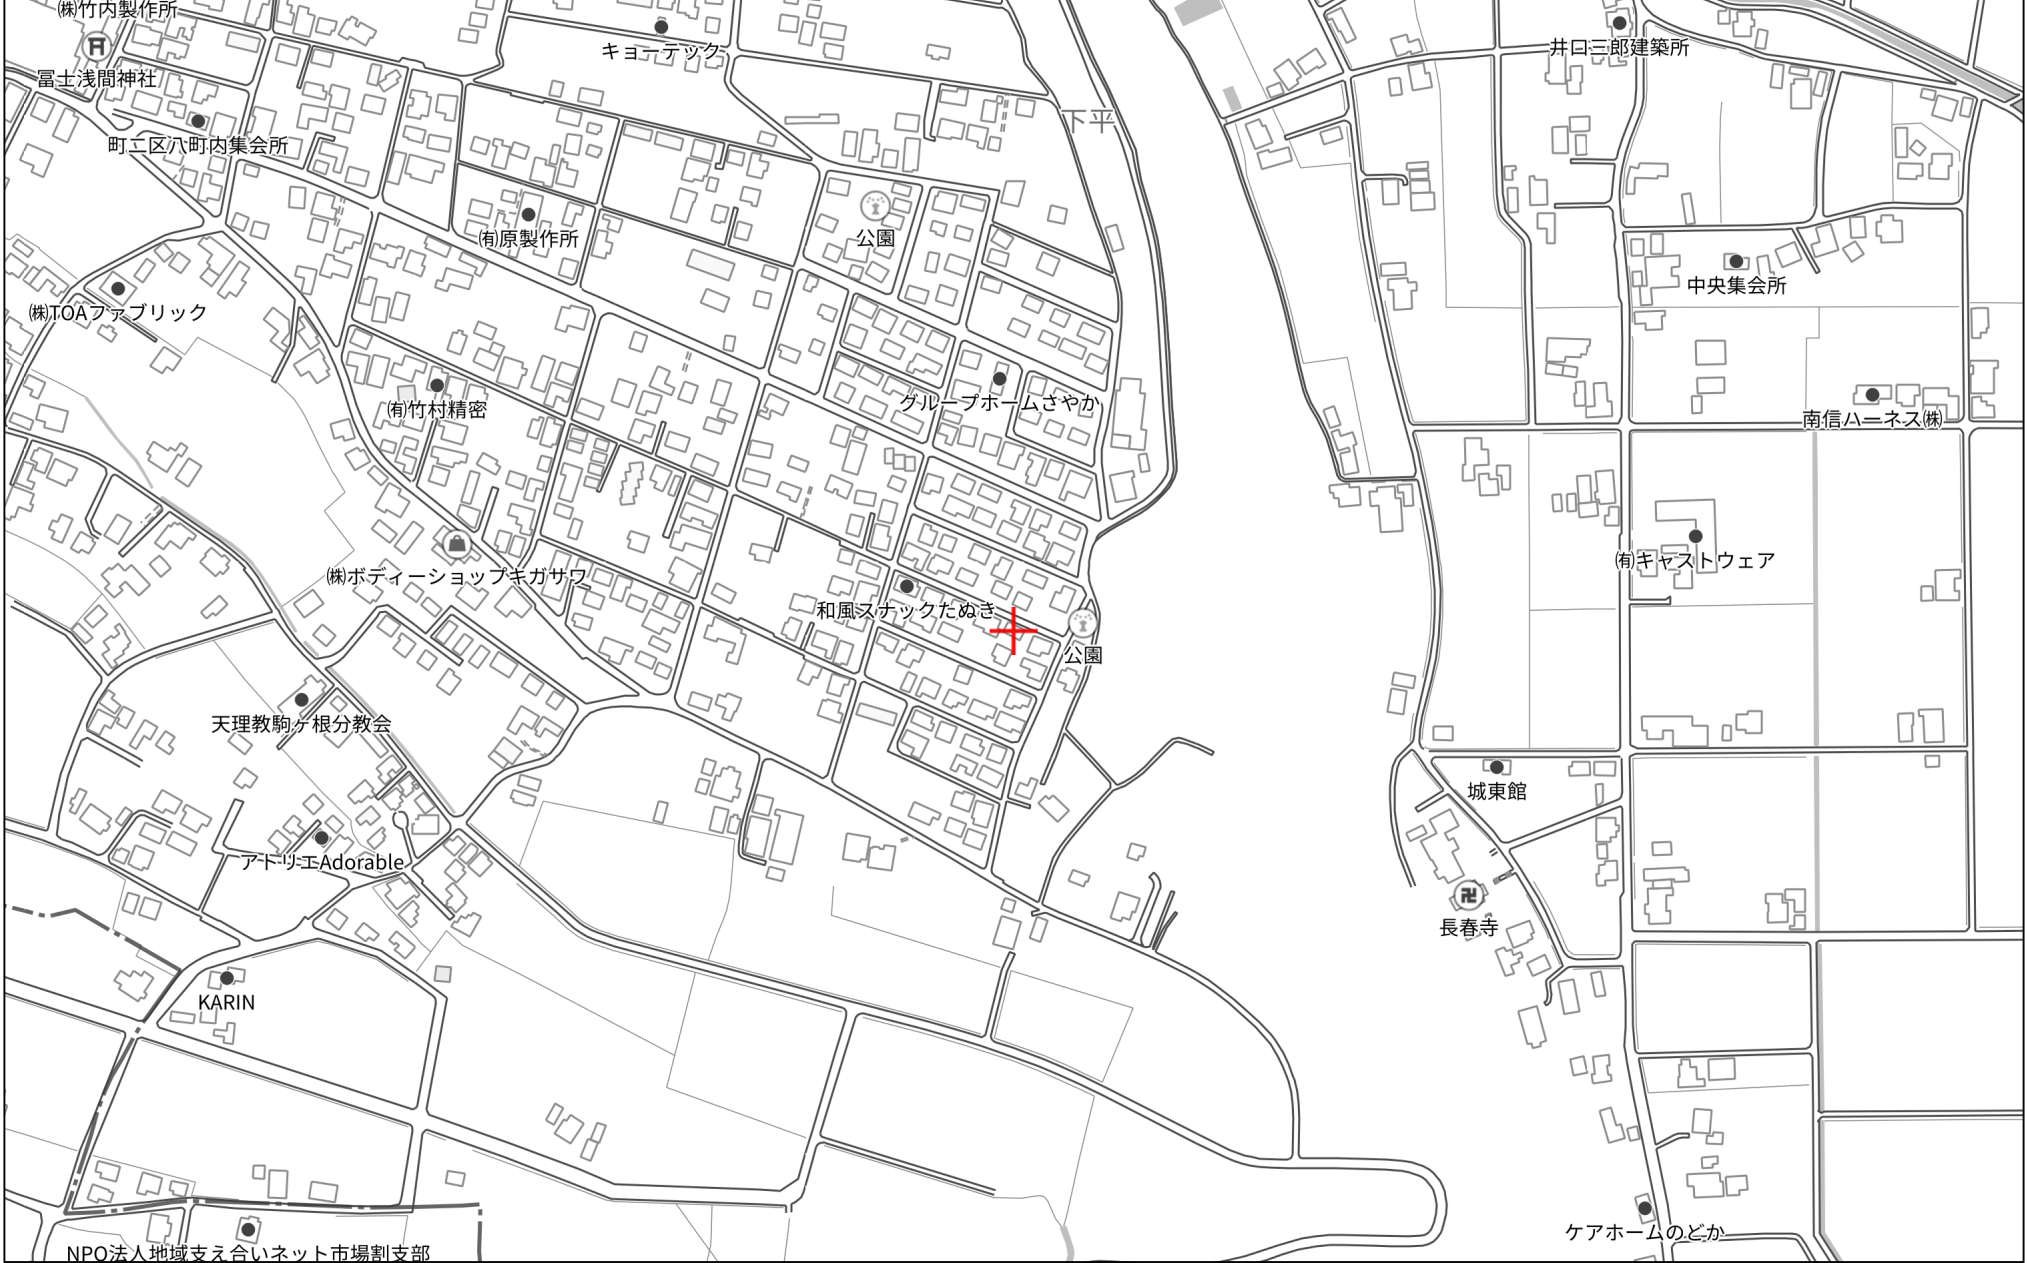 ㈱竹内製作所
キョーテック
井口三郎建築所
冨士浅間神社
下平
町二区八町内集会所
㈲原製作所
公園
中央集会所
㈱TOAファブリック
グループホームさやか
㈲竹村精密
南信ハーネス㈱
㈲キャストウェア
㈱ボディーショップキガサワ
和風スナックたぬき
公園
天理教駒ヶ根分教会
城東館
アトリエAdorable
長春寺
KARIN
ケアホームのどか
NPO法人地域支え合いネット市場割支部